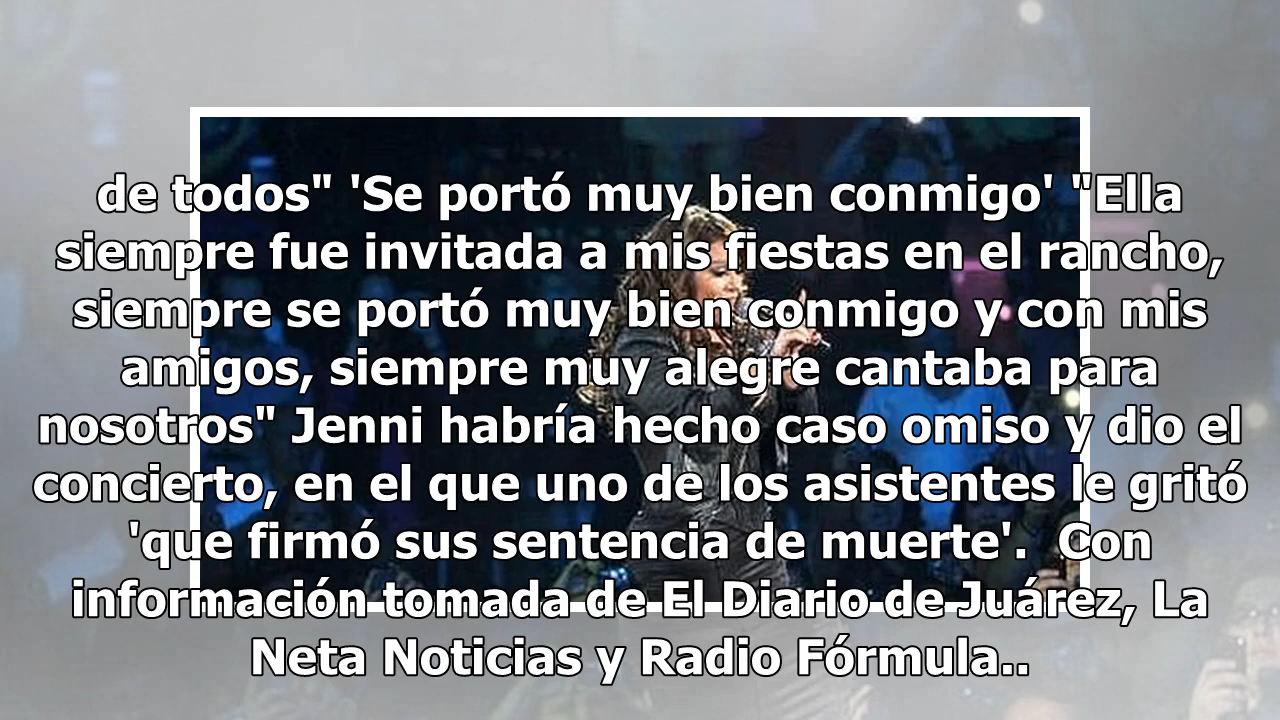 de todos" 'Se portó muy bien conmigo' "Ella
siempre fue invitada a mis fiestas en el rancho,
siempre se portó muy bien conmigo y con mis
amigos, siempre muy alegre cantaba para
nosotros" Jenni habría hecho caso omiso y dio el
concierto, en el que uno de los asistentes le gritó
'que firmó sus sentencia de muerte'.  Con
información tomada de El Diario de Juárez, La
Neta Noticias y Radio Fórmula..